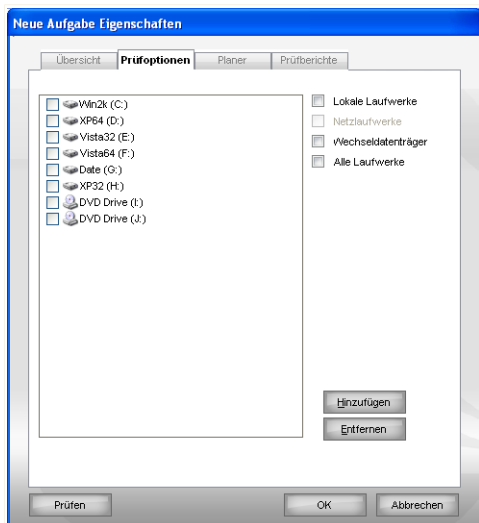 Neue Aufgabe Eigenschaften
Übersicht Prüfoptionen Planer Prüfberichte
Win2k (C:)
XP64 (D:)
Vista32 (E:)
Vista64 (F:)
Date (G:)
XP32 (H:)
DVD Drive (I:)
DVD Drive (J:)
Lokale Laufwerke
Netzlaufwerke
Wechseldatenträger
Alle Laufwerke
Hinzufügen
Entfernen
Prüfen OK Abbrechen